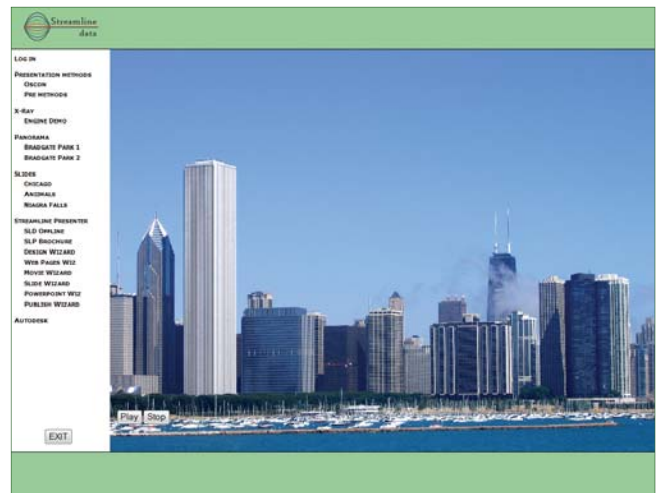 Streamline
data
LOG IN
PRESENTATION METHODS
OSCON
PRE METHODS
X-RAY
ENGINE DEMO
PANORAMA
BRADGATE PARK 1
BRADGATE PARK 2
SLIDES
CHICAGO
ANIMALS
NIAGRA FALLS
STREAMLINE PRESENTER
SLD OFFLINE
SLP BROCHURE
DESIGN WIZARD
WEB PAGES WIZ
MOVIE WIZARD
SLIDE WIZARD
POWERPOINT WIZ
PUBLISH WIZARD
AUTODESK
Play Stop
EXIT